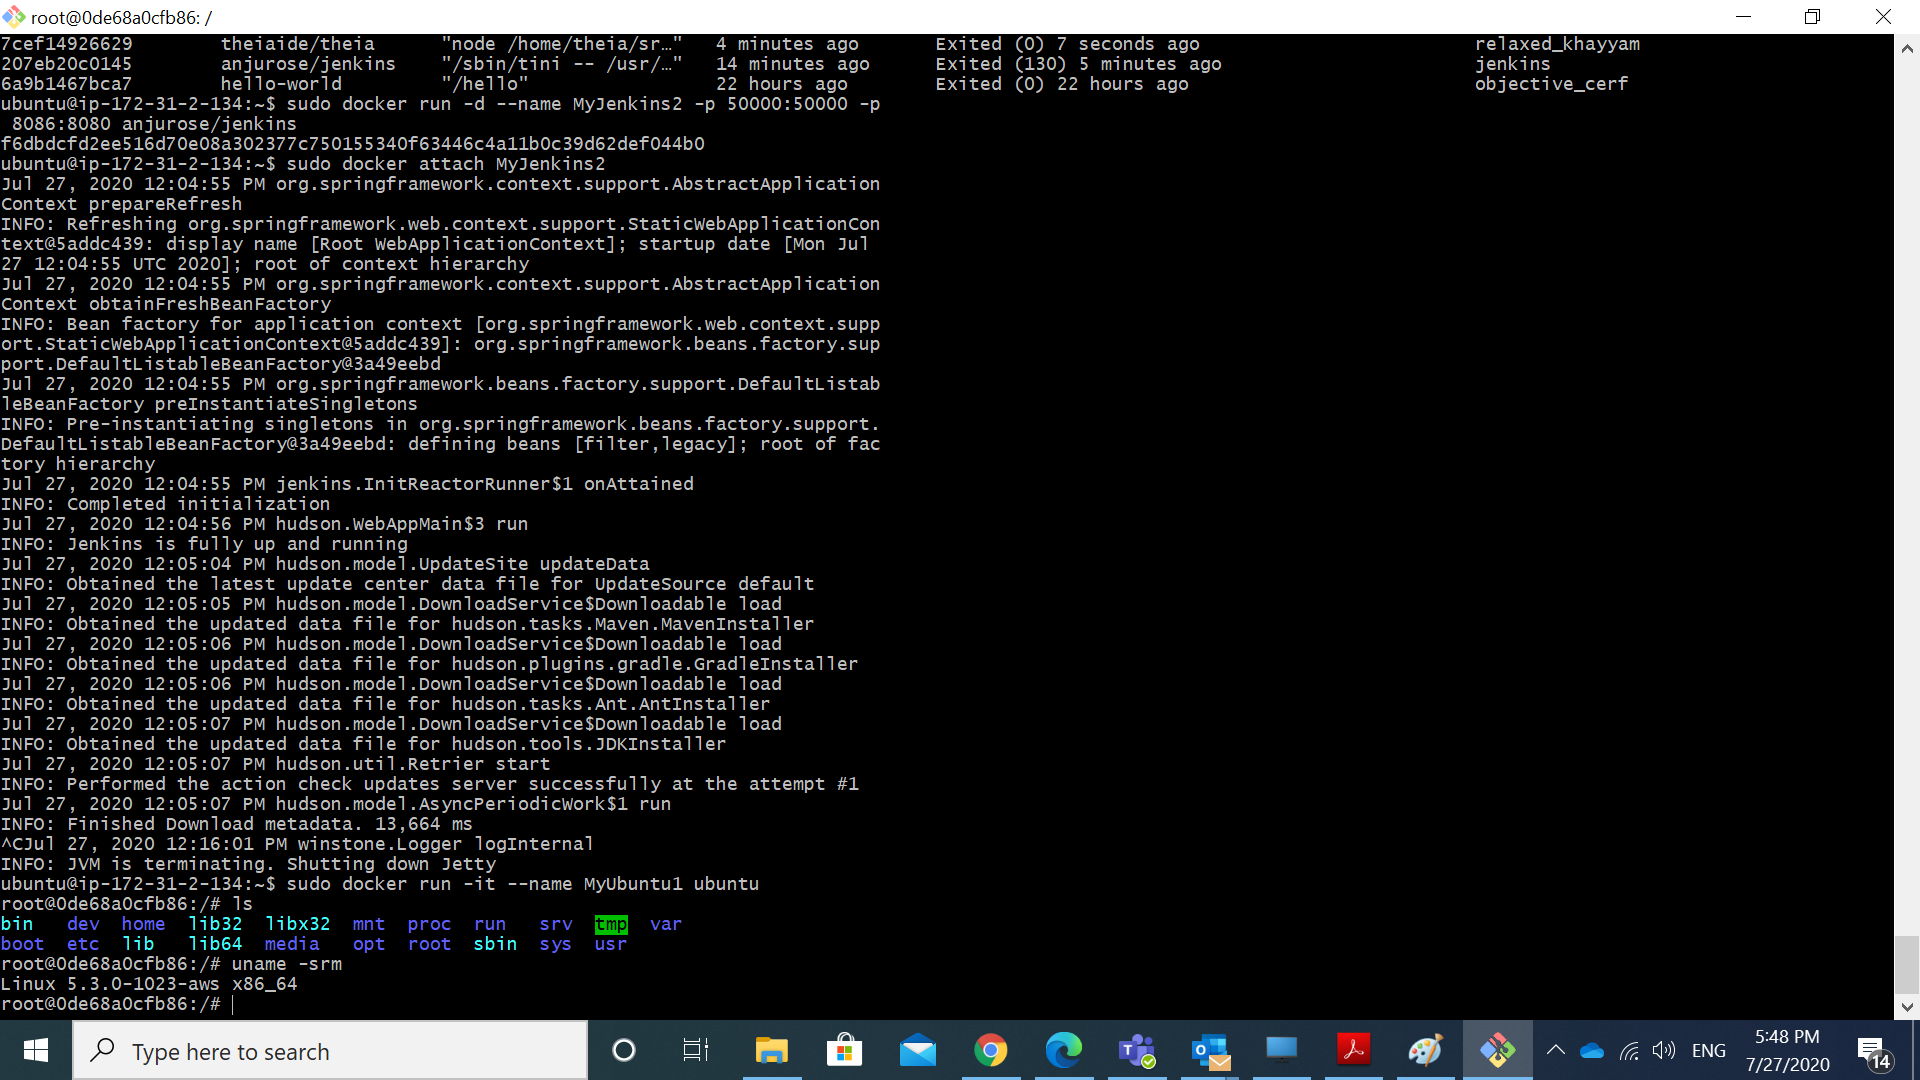 root@0de68a0cfb86: /
7cef14926629        theiaide/theia      "node /home/theia/sr…"   4 minutes ago       Exited (0) 7 seconds ago                         relaxed_khayyam
207eb20c0145        anjurose/jenkins    "/sbin/tini -- /usr/…"   14 minutes ago      Exited (130) 5 minutes ago                       jenkins
6a9b1467bca7        hello-world         "/hello"                 22 hours ago        Exited (0) 22 hours ago                          objective_cerf
ubuntu@ip-172-31-2-134:~$ sudo docker run -d --name MyJenkins2 -p 50000:50000 -p
 8086:8080 anjurose/jenkins
f6dbdcfd2ee516d70e08a302377c750155340f63446c4a11b0c39d62def044b0
ubuntu@ip-172-31-2-134:~$ sudo docker attach MyJenkins2
Jul 27, 2020 12:04:55 PM org.springframework.context.support.AbstractApplication
Context prepareRefresh
INFO: Refreshing org.springframework.web.context.support.StaticWebApplicationCon
text@5addc439: display name [Root WebApplicationContext]; startup date [Mon Jul
27 12:04:55 UTC 2020]; root of context hierarchy
Jul 27, 2020 12:04:55 PM org.springframework.context.support.AbstractApplication
Context obtainFreshBeanFactory
INFO: Bean factory for application context [org.springframework.web.context.supp
ort.StaticWebApplicationContext@5addc439]: org.springframework.beans.factory.sup
port.DefaultListableBeanFactory@3a49eebd
Jul 27, 2020 12:04:55 PM org.springframework.beans.factory.support.DefaultListab
leBeanFactory preInstantiateSingletons
INFO: Pre-instantiating singletons in org.springframework.beans.factory.support.
DefaultListableBeanFactory@3a49eebd: defining beans [filter,legacy]; root of fac
tory hierarchy
Jul 27, 2020 12:04:55 PM jenkins.InitReactorRunner$1 onAttained
INFO: Completed initialization
Jul 27, 2020 12:04:56 PM hudson.WebAppMain$3 run
INFO: Jenkins is fully up and running
Jul 27, 2020 12:05:04 PM hudson.model.UpdateSite updateData
INFO: Obtained the latest update center data file for UpdateSource default
Jul 27, 2020 12:05:05 PM hudson.model.DownloadService$Downloadable load
INFO: Obtained the updated data file for hudson.tasks.Maven.MavenInstaller
Jul 27, 2020 12:05:06 PM hudson.model.DownloadService$Downloadable load
INFO: Obtained the updated data file for hudson.plugins.gradle.GradleInstaller
Jul 27, 2020 12:05:06 PM hudson.model.DownloadService$Downloadable load
INFO: Obtained the updated data file for hudson.tasks.Ant.AntInstaller
Jul 27, 2020 12:05:07 PM hudson.model.DownloadService$Downloadable load
INFO: Obtained the updated data file for hudson.tools.JDKInstaller
Jul 27, 2020 12:05:07 PM hudson.util.Retrier start
INFO: Performed the action check updates server successfully at the attempt #1
Jul 27, 2020 12:05:07 PM hudson.model.AsyncPeriodicWork$1 run
INFO: Finished Download metadata. 13,664 ms
^CJul 27, 2020 12:16:01 PM winstone.Logger logInternal
INFO: JVM is terminating. Shutting down Jetty
ubuntu@ip-172-31-2-134:~$ sudo docker run -it --name MyUbuntu1 ubuntu
root@0de68a0cfb86:/# ls
bin   dev  home  lib32  libx32  mnt  proc  run   srv  tmp  var
boot  etc  lib   lib64  media   opt  root  sbin  sys  usr
root@0de68a0cfb86:/# uname -srm
Linux 5.3.0-1023-aws x86_64
root@0de68a0cfb86:/#
Type here to search
ENG
5:48 PM
7/27/2020
14